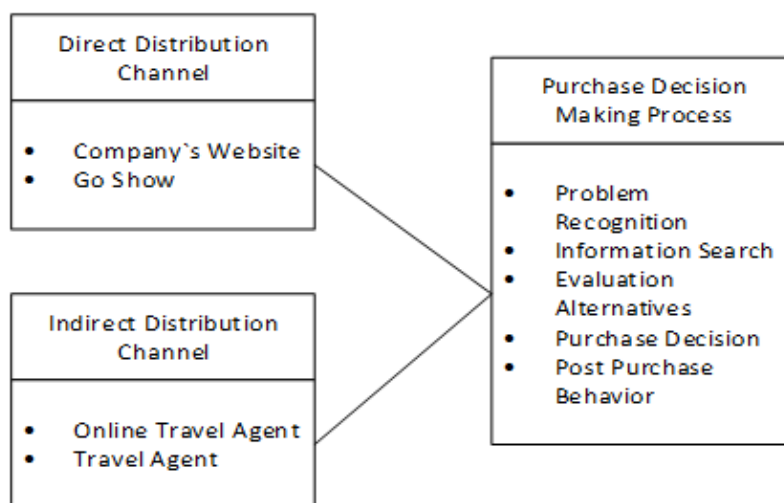 Direct Distribution
Channel
• Company`s Website
• Go Show
Indirect Distribution
Channel
• Online Travel Agent
• Travel Agent
Purchase Decision
Making Process
• Problem
Recognition
• Information Search
• Evaluation
Alternatives
• Purchase Decision
• Post Purchase
Behavior